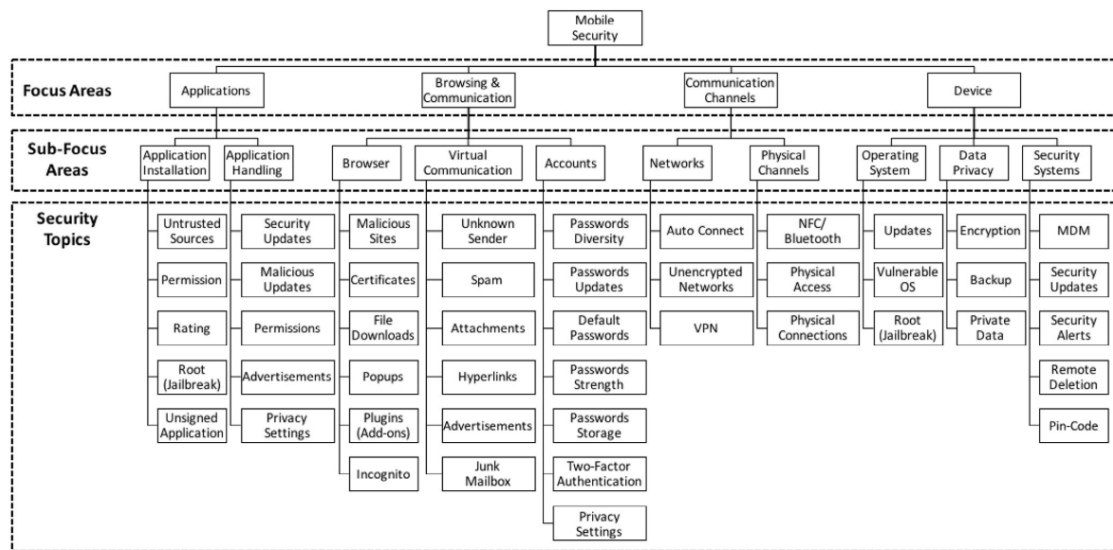 Mobile
Security
Focus Areas
Applications
Browsing &
Communication
Communication
Channels
Device
Sub-Focus
Areas
Application
Installation
Application
Handling
Browser
Virtual
Communication
Accounts
Networks
Physical
Channels
Operating
System
Data
Privacy
Security
Systems
Security
Topics
Untrusted
Sources
Permission
Rating
Root
(Jailbreak)
Unsigned
Application
Security
Updates
Malicious
Updates
Permissions
Advertisements
Privacy
Settings
Malicious
Sites
Certificates
File
Downloads
Popups
Plugins
(Add-ons)
Incognito
Unknown
Sender
Spam
Attachments
Hyperlinks
Advertisements
Junk
Mailbox
Passwords
Diversity
Passwords
Updates
Default
Passwords
Passwords
Strength
Passwords
Storage
Two-Factor
Authentication
Privacy
Settings
Auto Connect
Unencrypted
Networks
VPN
NFC/
Bluetooth
Physical
Access
Physical
Connections
Updates
Vulnerable
OS
Root
(Jailbreak)
Encryption
Backup
Private
Data
MDM
Security
Updates
Security
Alerts
Remote
Deletion
Pin-Code